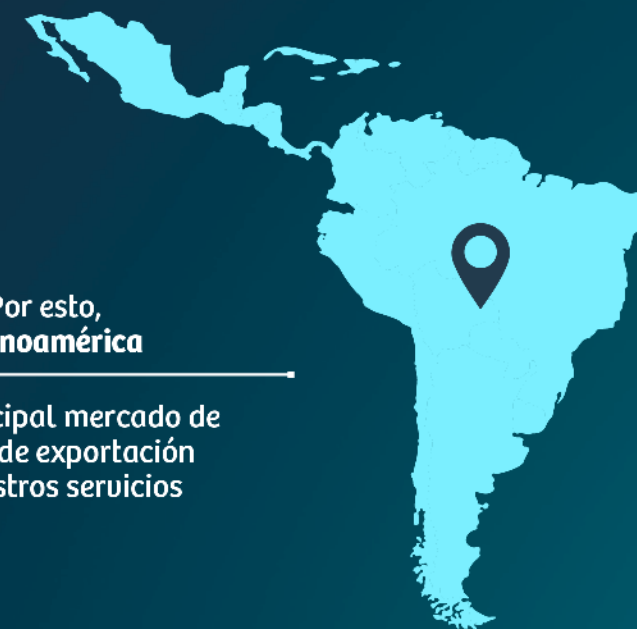 Por esto,
noamérica
cipal mercado de
de exportación
stros servicios